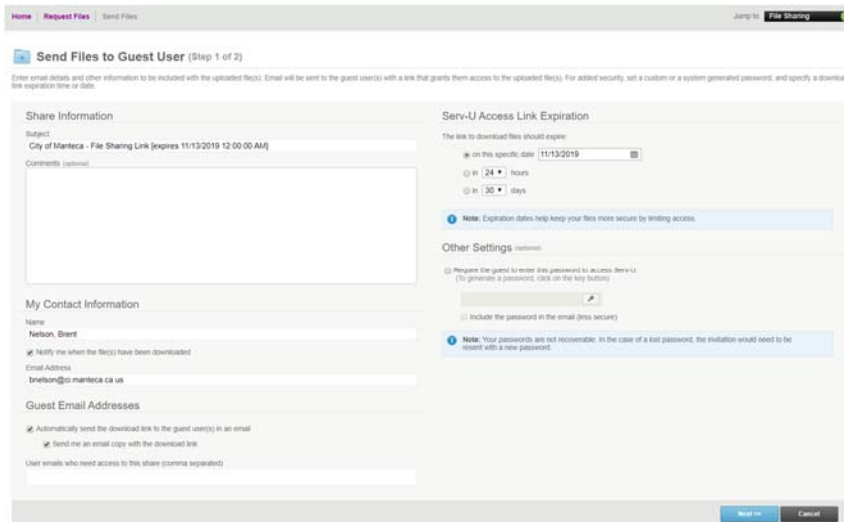 Home Request Files Send Files
Jump to: File Sharing
Send Files to Guest User (Step 1 of 2)
Enter email details and other information to be included with the uploaded file(s). Email will be sent to the guest user(s) with a link that grants them access to the uploaded file(s). For added security, set a custom or a system generated password, and specify a downloa
link expiration time or date.
Share Information
Subject
City of Manteca - File Sharing Link [expires 11/13/2019 12:00:00 AM]
Comments (optional)
My Contact Information
Name
Nelson, Brent
Notify me when the file(s) have been downloaded
Email Address
bnelson@ci.manteca.ca.us
Guest Email Addresses
Automatically send the download link to the guest user(s) in an email
Send me an email copy with the download link
User emails who need access to this share (comma separated)
Serv-U Access Link Expiration
The link to download files should expire:
on this specific date 11/13/2019
in 24 hours
in 30 days
Note: Expiration dates help keep your files more secure by limiting access.
Other Settings (optional)
Require the guest to enter this password to access Serv-U.
(To generate a password, click on the key button)
Include the password in the email (less secure)
Note: Your passwords are not recoverable. In the case of a lost password, the invitation would need to be
resent with a new password.
Next >> Cancel